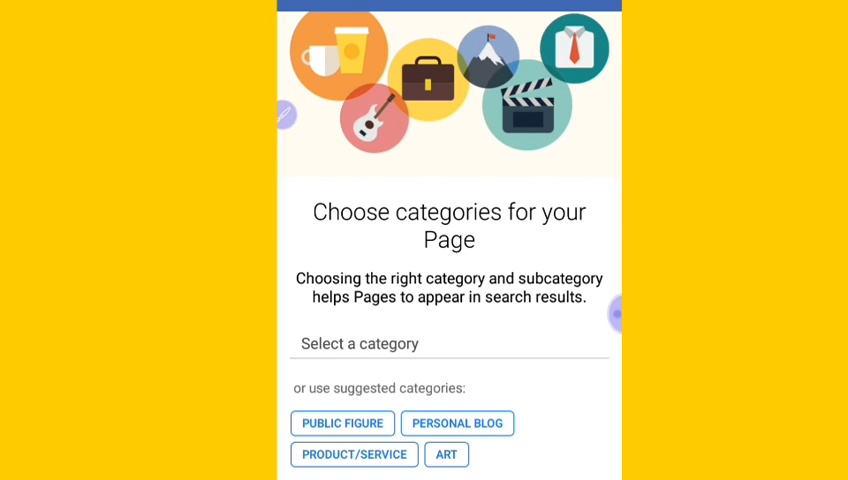 Choose categories for your
Page
Choosing the right category and subcategory
helps Pages to appear in search results.
Select a category
or use suggested categories:
PUBLIC FIGURE PERSONAL BLOG
PRODUCT/SERVICE ART